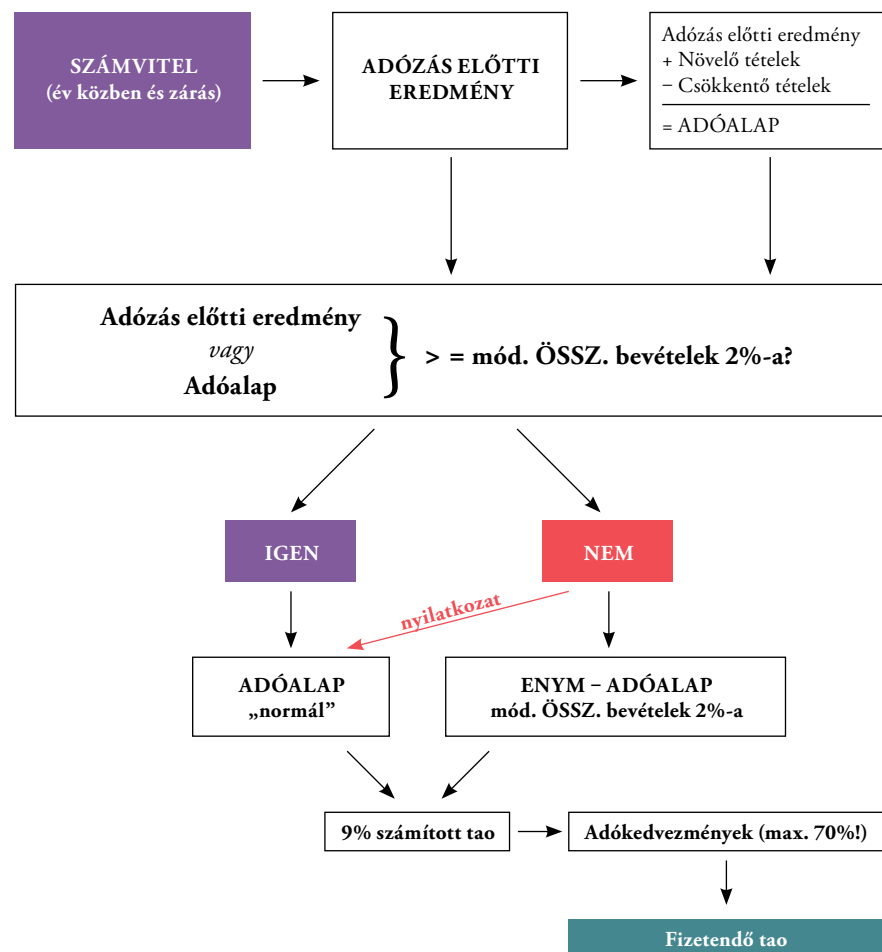 SZÁMVITEL
(év közben és zárás)
ADÓZÁS ELŐTTI
EREDMÉNY
Adózás előtti eredmény
+ Növelő tételek
− Csökkentő tételek
= ADÓALAP
Adózás előtti eredmény
vagy
Adóalap
} > = mód. ÖSSZ. bevételek 2%-a?
IGEN
NEM
nyilatkozat
ADÓALAP
„normál”
ENYM – ADÓALAP
mód. ÖSSZ. bevételek 2%-a
9% számított tao
Adókedvezmények (max. 70%!)
Fizetendő tao